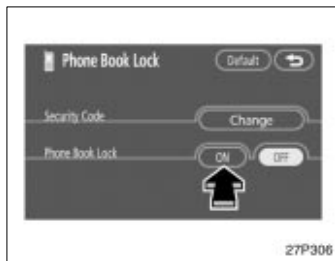 Phone Book Lock Default
Security Code Change
Phone Book Lock ON OFF
27P306